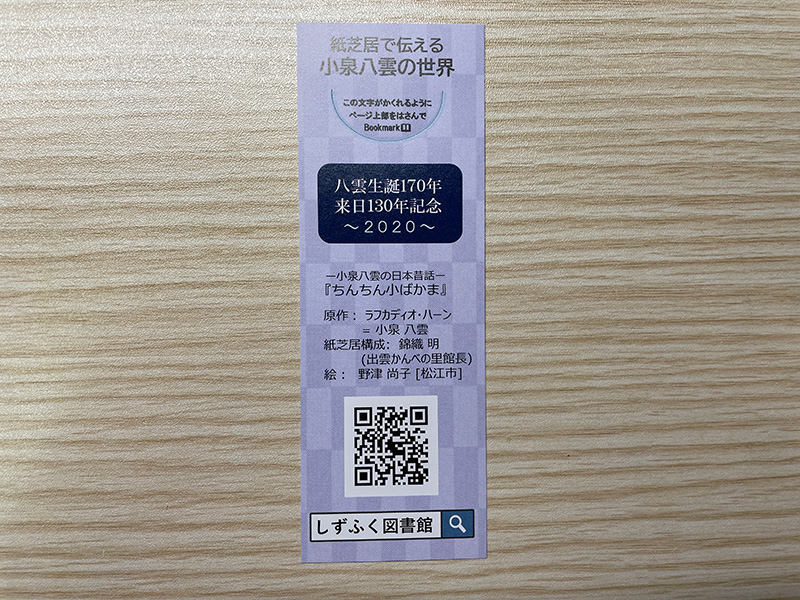 紙芝居で伝える
小泉八雲の世界
この文字がかくれるように
ページ上部をはさんで
Bookmark
八雲生誕170年
来日130年記念
～2020～
－小泉八雲の日本昔話－
『ちんちん小ばかま』
原作： ラフカディオ・ハーン
= 小泉 八雲
紙芝居構成： 錦織 明
(出雲かんべの里館長)
絵： 野津 尚子 [松江市]
しずふく図書館